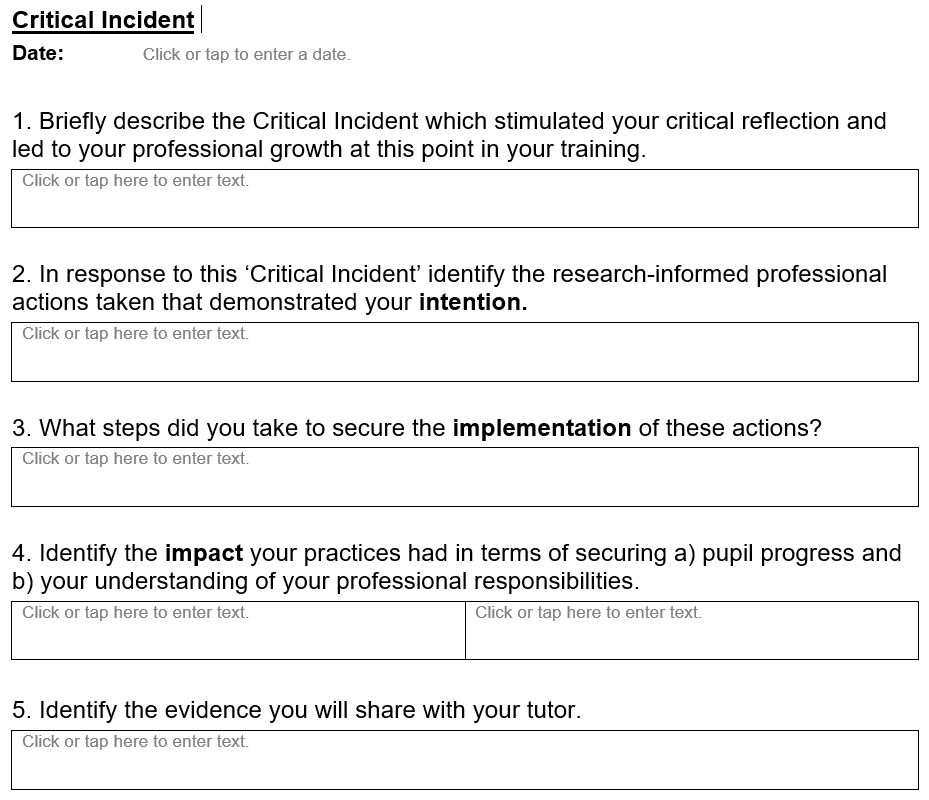 Critical Incident
Date: Click or tap to enter a date.
1. Briefly describe the Critical Incident which stimulated your critical reflection and
led to your professional growth at this point in your training.
Click or tap here to enter text.
2. In response to this ‘Critical Incident’ identify the research-informed professional
actions taken that demonstrated your intention.
Click or tap here to enter text.
3. What steps did you take to secure the implementation of these actions?
Click or tap here to enter text.
4. Identify the impact your practices had in terms of securing a) pupil progress and
b) your understanding of your professional responsibilities.
Click or tap here to enter text. Click or tap here to enter text.
5. Identify the evidence you will share with your tutor.
Click or tap here to enter text.